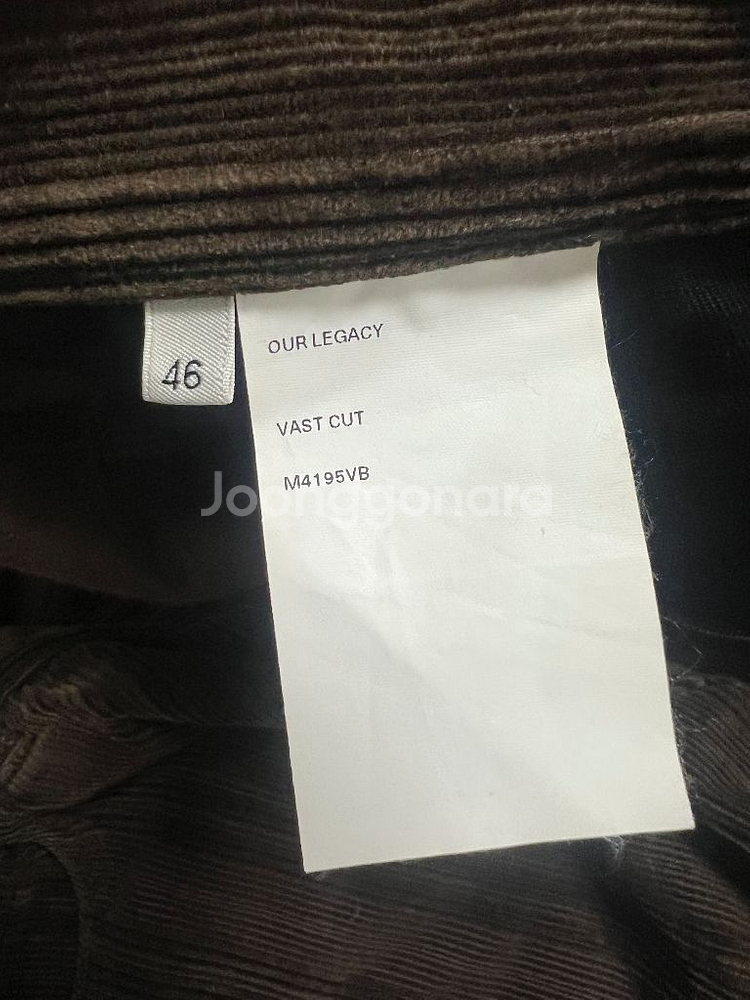 46
OUR LEGACY
VAST CUT
M4195VB
Joonggonara